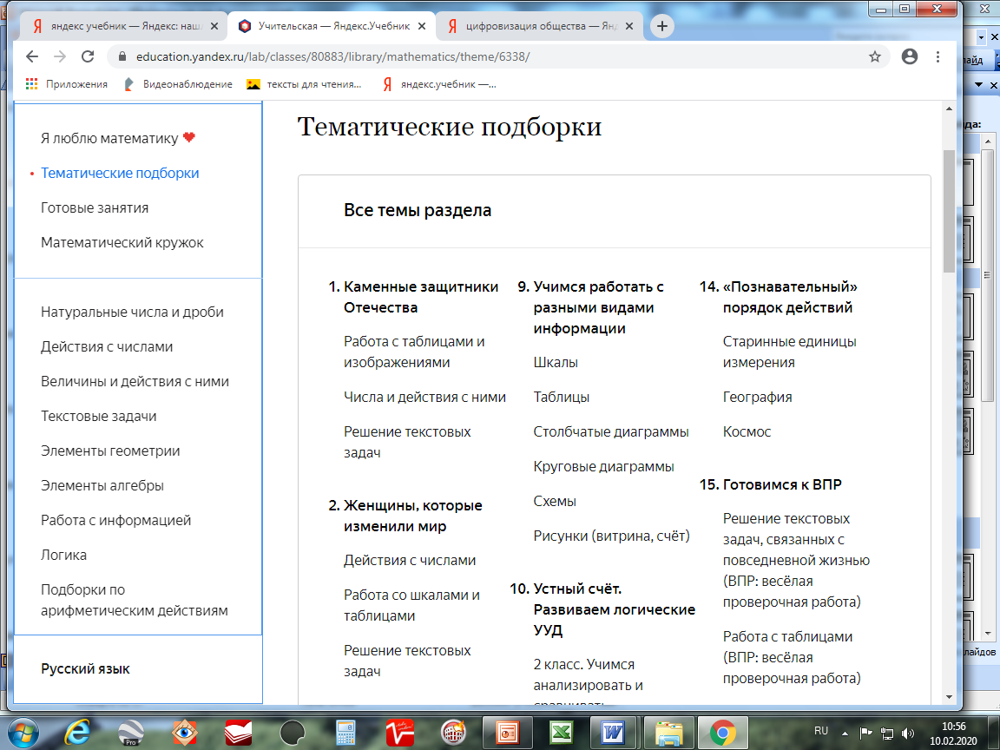 яндекс учебник — Яндекс: наш
Учительская — Яндекс.Учебник
цифровизация общества — Ян
education.yandex.ru/lab/classes/80883/library/mathematics/theme/6338/
Приложения
Видеонаблюдение
тексты для чтения...
яндекс.учебник —...
Я люблю математику
Тематические подборки
Готовые занятия
Математический кружок
Натуральные числа и дроби
Действия с числами
Величины и действия с ними
Текстовые задачи
Элементы геометрии
Элементы алгебры
Работа с информацией
Логика
Подборки по
арифметическим действиям
Русский язык
Тематические подборки
Все темы раздела
1. Каменные защитники
Отечества
Работа с таблицами и
изображениями
Числа и действия с ними
Решение текстовых
задач
2. Женщины, которые
изменили мир
Действия с числами
Работа со шкалами и
таблицами
Решение текстовых
задач
9. Учимся работать с
разными видами
информации
Шкалы
Таблицы
Столбчатые диаграммы
Круговые диаграммы
Схемы
Рисунки (витрина, счёт)
10. Устный счёт.
Развиваем логические
УУД
2 класс. Учимся
анализировать и
сравнивать
14. «Познавательный»
порядок действий
Старинные единицы
измерения
География
Космос
15. Готовимся к ВПР
Решение текстовых
задач, связанных с
повседневной жизнью
(ВПР: весёлая
проверочная работа)
Работа с таблицами
(ВПР: весёлая
проверочная работа)
айд
да:
лайдов
Pro
RU
10:56
10.02.2020